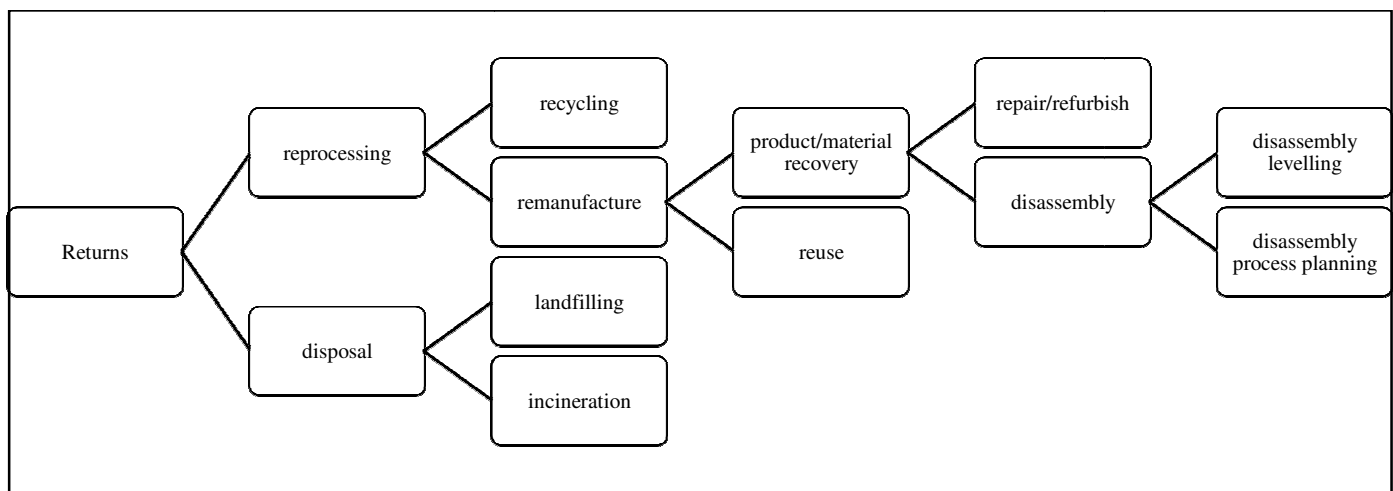 Returns
reprocessing
recycling
remanufacture
product/material
recovery
repair/refurbish
disassembly
disassembly
levelling
disassembly
process planning
reuse
disposal
landfilling
incineration